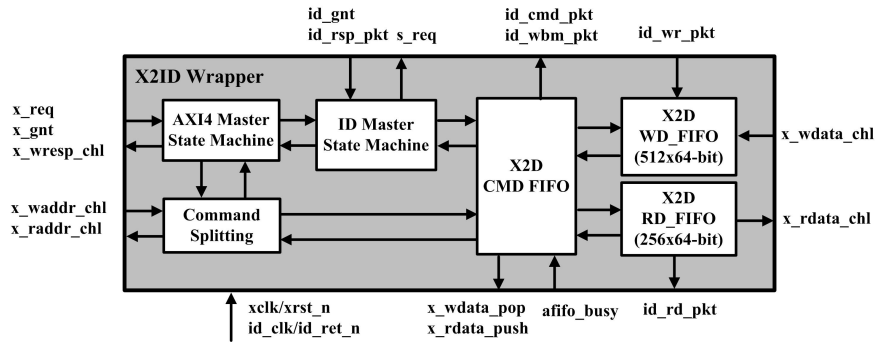 id_gnt
id_rsp_pkt s_req
id_cmd_pkt
id_wbm_pkt
id_wr_pkt
X2ID Wrapper
x_req
x_gnt
x_wresp_chl
AXI4 Master
State Machine
ID Master
State Machine
X2D
CMD FIFO
X2D
WD_FIFO
(512x64-bit)
x_wdata_chl
x_waddr_chl
x_raddr_chl
Command
Splitting
X2D
RD_FIFO
(256x64-bit)
x_rdata_chl
xclk/xrst_n
id_clk/id_ret_n
x_wdata_pop
x_rdata_push
afifo_busy
id_rd_pkt